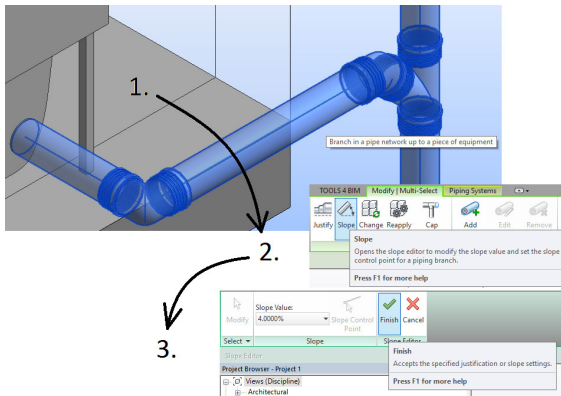 1.
Branch in a pipe network up to a piece of equipment
TOOLS 4 BIM Modify | Multi-Select Piping Systems
Justify Slope Change Reapply Cap Add Edit Remove
Slope
Opens the slope editor to modify the slope value and set the slope
control point for a piping branch.
Press F1 for more help
2.
3.
Modify
Slope Value:
4.0000%
Slope Control
Point
Finish Cancel
Select Slope Slope Editor
Slope Editor
Finish
Accepts the specified justification or slope settings.
Press F1 for more help
Project Browser - Project 1
Views (Discipline)
Architectural